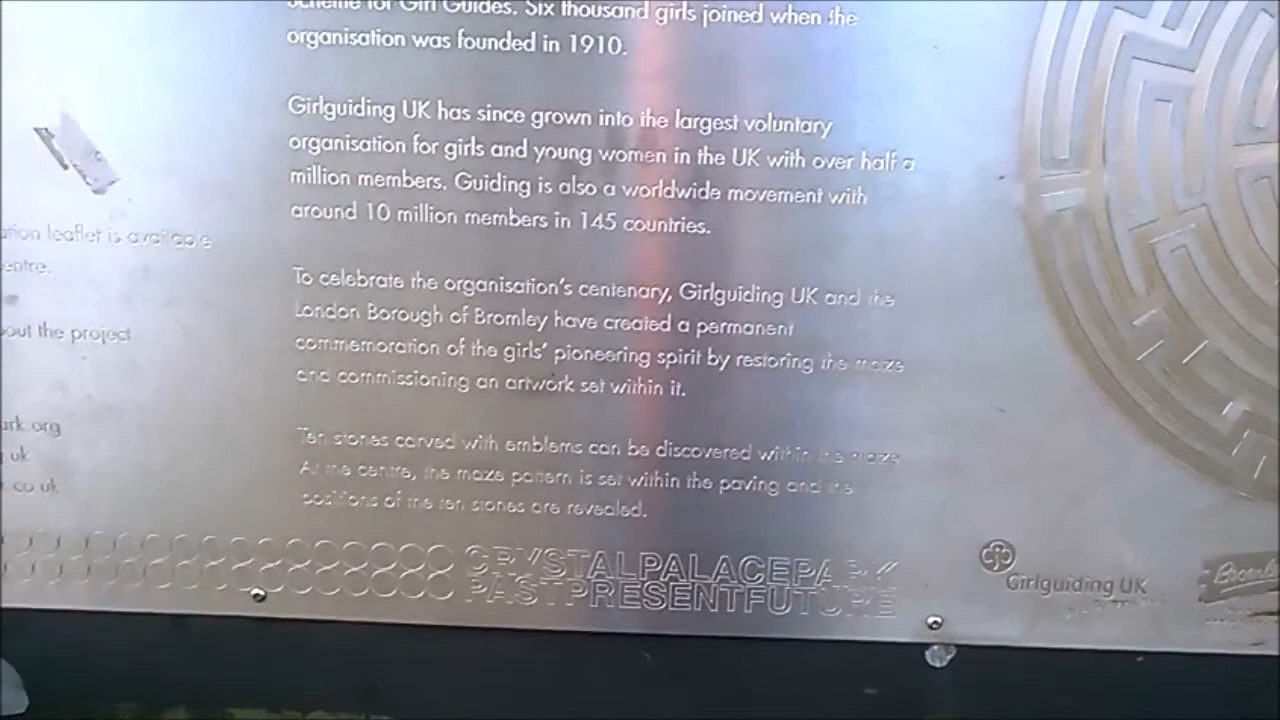 scheme for Girl Guides. Six thousand girls joined when the
organisation was founded in 1910.
Girlguiding UK has since grown into the largest voluntary
organisation for girls and young women in the UK with over half a
million members. Guiding is also a worldwide movement with
around 10 million members in 145 countries.
To celebrate the organisation's centenary, Girlguiding UK and the
London Borough of Bromley have created a permanent
commemoration of the girls' pioneering spirit by restoring the maze
and commissioning an artwork set within it.
Ten stones carved with emblems can be discovered within the maze.
At the centre, the maze pattern is set within the paving and the
positions of the ten stones are revealed.
leaflet is available
out the project
ark.org
uk
co.uk
CRYSTALPALACEPARK
PASTPRESENTFUTURE
Girlguiding UK